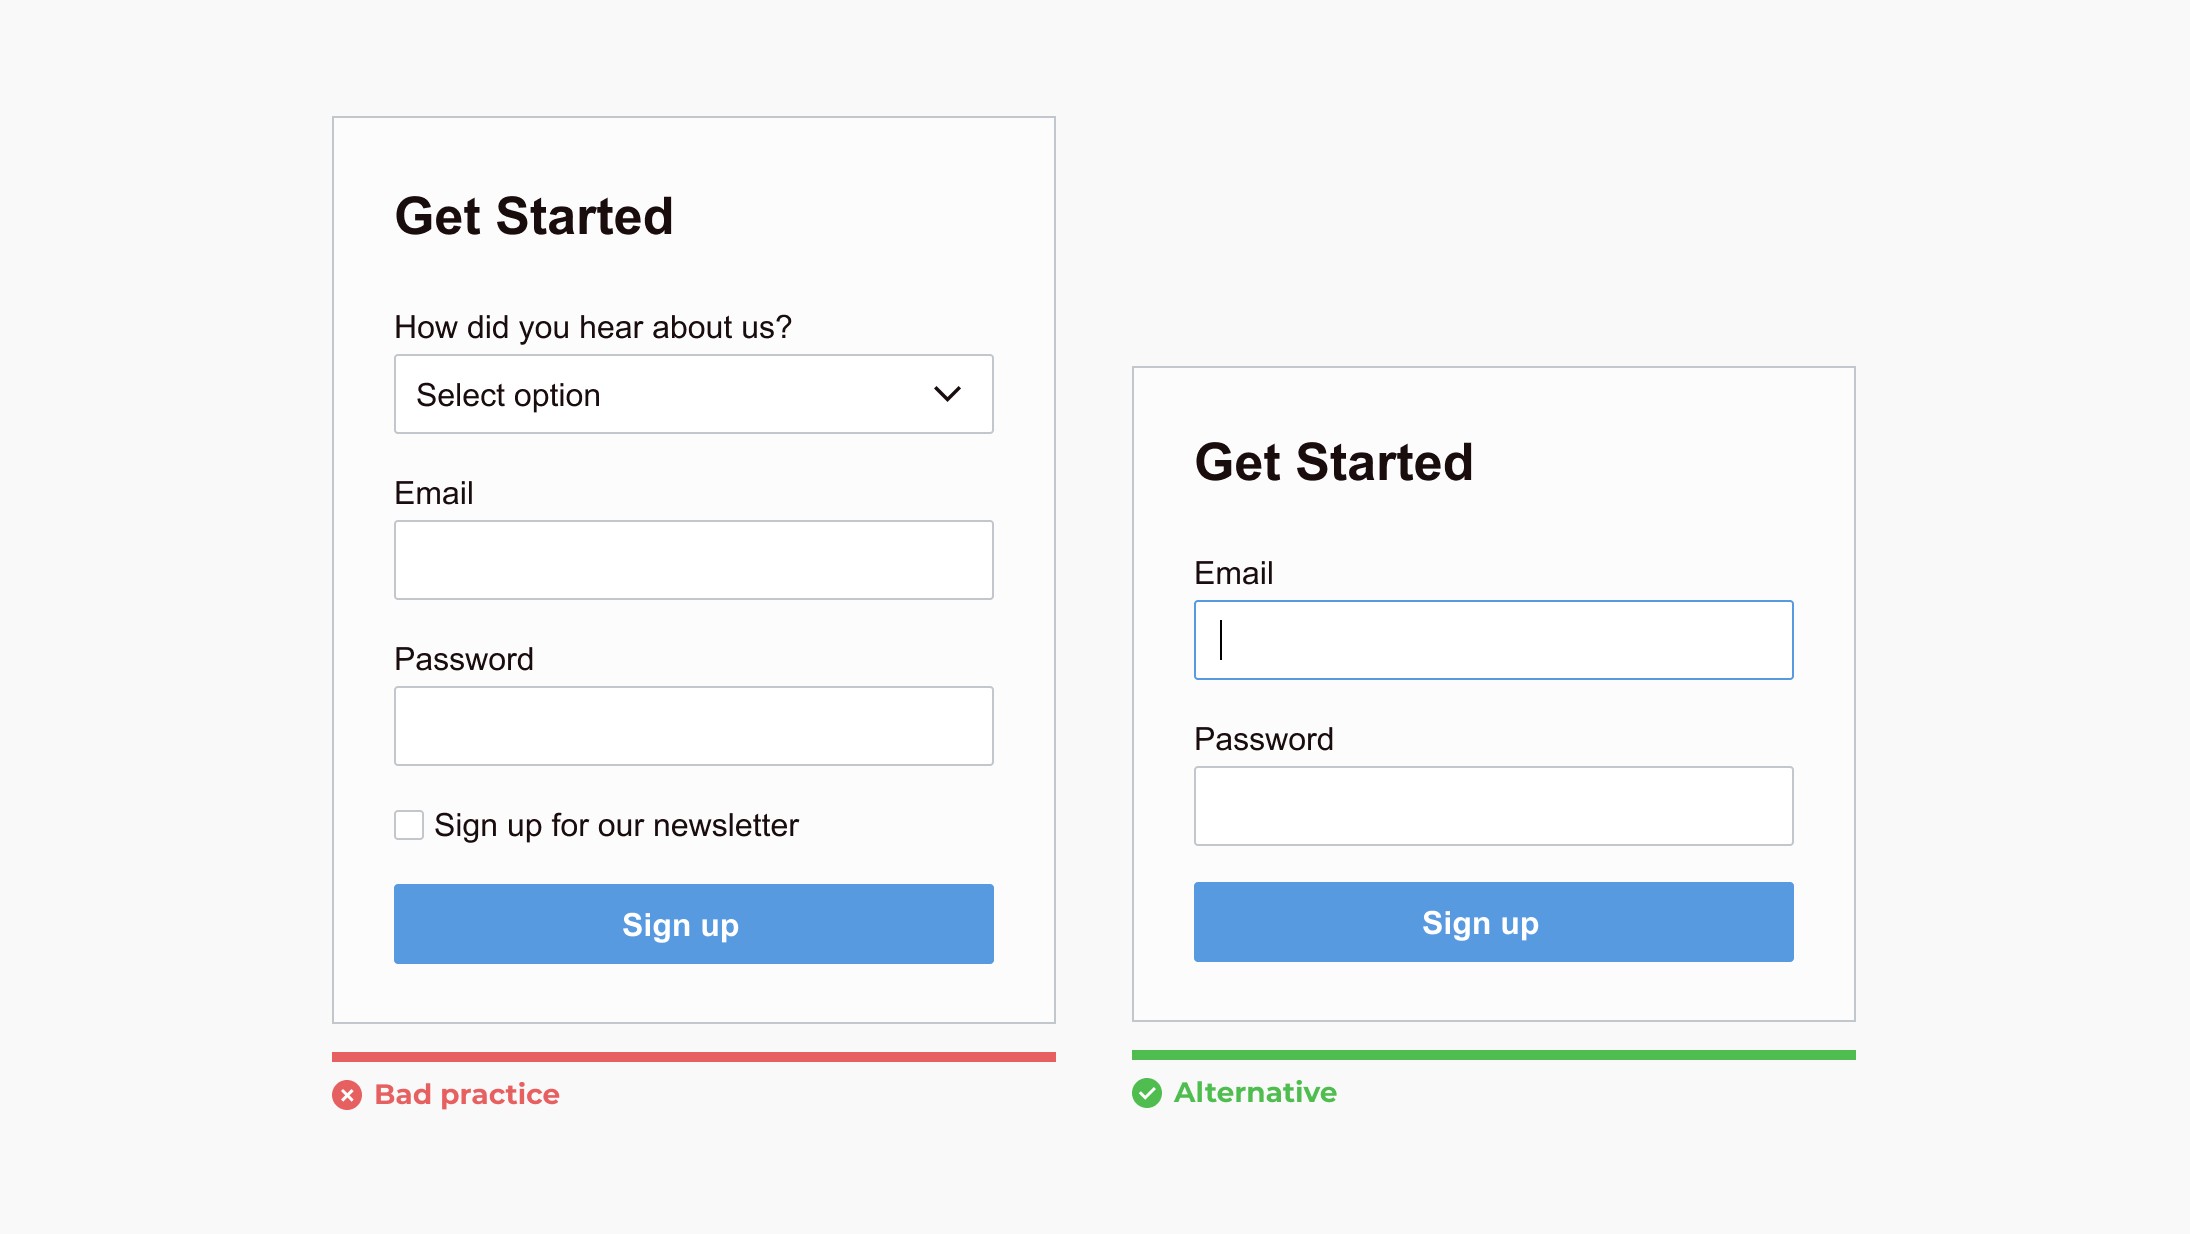 Get Started
How did you hear about us?
Select option
Email
Password
Sign up for our newsletter
Sign up
Bad practice
Get Started
Email
Password
Sign up
Alternative